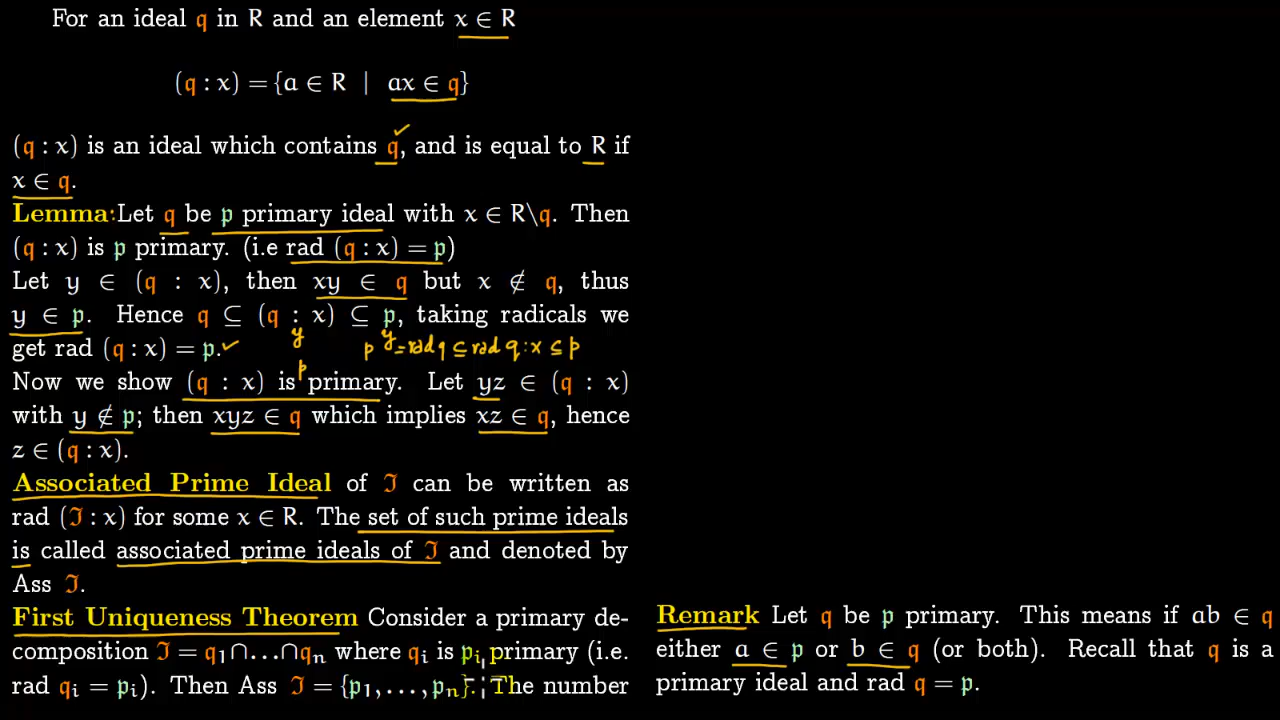 For an ideal 𝔮 in R and an element x ∈ R
(𝔮 : x) = {a ∈ R | ax ∈ 𝔮}
(𝔮 : x) is an ideal which contains 𝔮, and is equal to R if
x ∈ 𝔮.
Lemma:Let 𝔮 be 𝔭 primary ideal with x ∈ R\𝔮. Then
(𝔮 : x) is 𝔭 primary. (i.e rad (𝔮 : x) = 𝔭)
Let y ∈ (𝔮 : x), then xy ∈ 𝔮 but x ∉ 𝔮, thus
y ∈ 𝔭. Hence 𝔮 ⊆ (𝔮 : x) ⊆ 𝔭, taking radicals we
y y
get rad (𝔮 : x) = 𝔭. ✓ p = rad q ⊆ rad q : x ⊆ p
p
Now we show (𝔮 : x) is primary. Let yz ∈ (𝔮 : x)
with y ∉ 𝔭; then xyz ∈ 𝔮 which implies xz ∈ 𝔮, hence
z ∈ (𝔮 : x).
Associated Prime Ideal of ℑ can be written as
rad (ℑ : x) for some x ∈ R. The set of such prime ideals
is called associated prime ideals of ℑ and denoted by
Ass ℑ.
First Uniqueness Theorem Consider a primary de-
composition ℑ = 𝔮₁∩...∩𝔮ₙ where 𝔮ᵢ is 𝔭ᵢ primary (i.e.
rad 𝔮ᵢ = 𝔭ᵢ). Then Ass ℑ = {𝔭₁,...,𝔭ₙ}. The number
Remark Let 𝔮 be 𝔭 primary. This means if ab ∈ 𝔮
either a ∈ 𝔭 or b ∈ 𝔮 (or both). Recall that 𝔮 is a
primary ideal and rad 𝔮 = 𝔭.